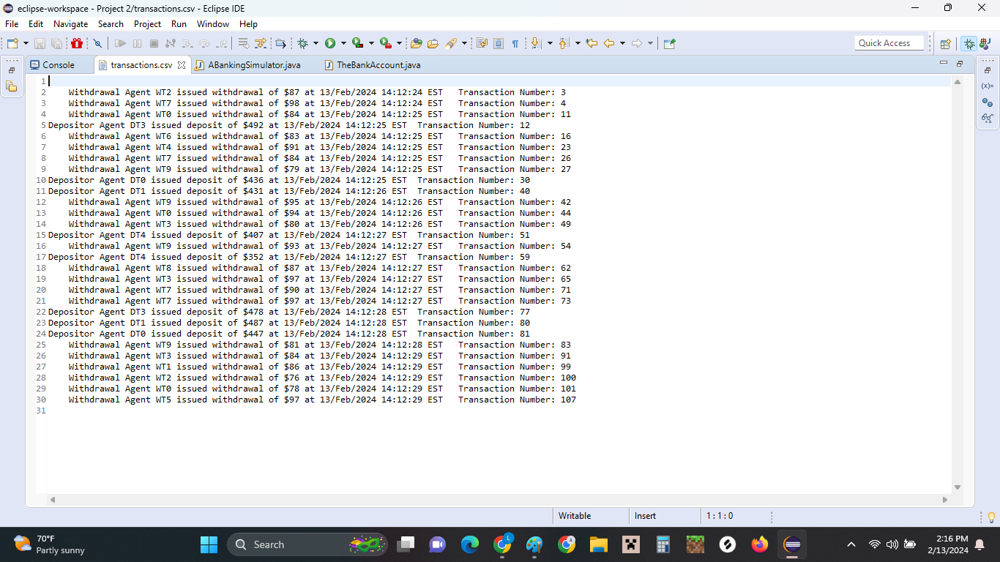 eclipse-workspace - Project 2/transactions.csv - Eclipse IDE
File Edit Navigate Search Project Run Window Help
Quick Access
Console transactions.csv ABankingSimulator.java TheBankAccount.java
1
2 Withdrawal Agent WT2 issued withdrawal of $87 at 13/Feb/2024 14:12:24 EST Transaction Number: 3
3 Withdrawal Agent WT7 issued withdrawal of $98 at 13/Feb/2024 14:12:24 EST Transaction Number: 4
4 Withdrawal Agent WT0 issued withdrawal of $84 at 13/Feb/2024 14:12:25 EST Transaction Number: 11
5 Depositor Agent DT3 issued deposit of $492 at 13/Feb/2024 14:12:25 EST Transaction Number: 12
6 Withdrawal Agent WT6 issued withdrawal of $83 at 13/Feb/2024 14:12:25 EST Transaction Number: 16
7 Withdrawal Agent WT4 issued withdrawal of $91 at 13/Feb/2024 14:12:25 EST Transaction Number: 23
8 Withdrawal Agent WT7 issued withdrawal of $84 at 13/Feb/2024 14:12:25 EST Transaction Number: 26
9 Withdrawal Agent WT9 issued withdrawal of $79 at 13/Feb/2024 14:12:25 EST Transaction Number: 27
10 Depositor Agent DT0 issued deposit of $436 at 13/Feb/2024 14:12:25 EST Transaction Number: 30
11 Depositor Agent DT1 issued deposit of $431 at 13/Feb/2024 14:12:26 EST Transaction Number: 40
12 Withdrawal Agent WT9 issued withdrawal of $95 at 13/Feb/2024 14:12:26 EST Transaction Number: 42
13 Withdrawal Agent WT0 issued withdrawal of $94 at 13/Feb/2024 14:12:26 EST Transaction Number: 44
14 Withdrawal Agent WT3 issued withdrawal of $80 at 13/Feb/2024 14:12:26 EST Transaction Number: 49
15 Depositor Agent DT4 issued deposit of $407 at 13/Feb/2024 14:12:27 EST Transaction Number: 51
16 Withdrawal Agent WT9 issued withdrawal of $93 at 13/Feb/2024 14:12:27 EST Transaction Number: 54
17 Depositor Agent DT4 issued deposit of $352 at 13/Feb/2024 14:12:27 EST Transaction Number: 59
18 Withdrawal Agent WT8 issued withdrawal of $87 at 13/Feb/2024 14:12:27 EST Transaction Number: 62
19 Withdrawal Agent WT3 issued withdrawal of $97 at 13/Feb/2024 14:12:27 EST Transaction Number: 65
20 Withdrawal Agent WT7 issued withdrawal of $90 at 13/Feb/2024 14:12:27 EST Transaction Number: 71
21 Withdrawal Agent WT7 issued withdrawal of $97 at 13/Feb/2024 14:12:27 EST Transaction Number: 73
22 Depositor Agent DT3 issued deposit of $478 at 13/Feb/2024 14:12:28 EST Transaction Number: 77
23 Depositor Agent DT1 issued deposit of $487 at 13/Feb/2024 14:12:28 EST Transaction Number: 80
24 Depositor Agent DT0 issued deposit of $447 at 13/Feb/2024 14:12:28 EST Transaction Number: 81
25 Withdrawal Agent WT9 issued withdrawal of $81 at 13/Feb/2024 14:12:28 EST Transaction Number: 83
26 Withdrawal Agent WT3 issued withdrawal of $84 at 13/Feb/2024 14:12:29 EST Transaction Number: 91
27 Withdrawal Agent WT1 issued withdrawal of $86 at 13/Feb/2024 14:12:29 EST Transaction Number: 99
28 Withdrawal Agent WT2 issued withdrawal of $76 at 13/Feb/2024 14:12:29 EST Transaction Number: 100
29 Withdrawal Agent WT0 issued withdrawal of $78 at 13/Feb/2024 14:12:29 EST Transaction Number: 101
30 Withdrawal Agent WT5 issued withdrawal of $97 at 13/Feb/2024 14:12:29 EST Transaction Number: 107
31
Writable Insert 1 : 1 : 0
70°F
Partly sunny
Search
L
2:16 PM
2/13/2024